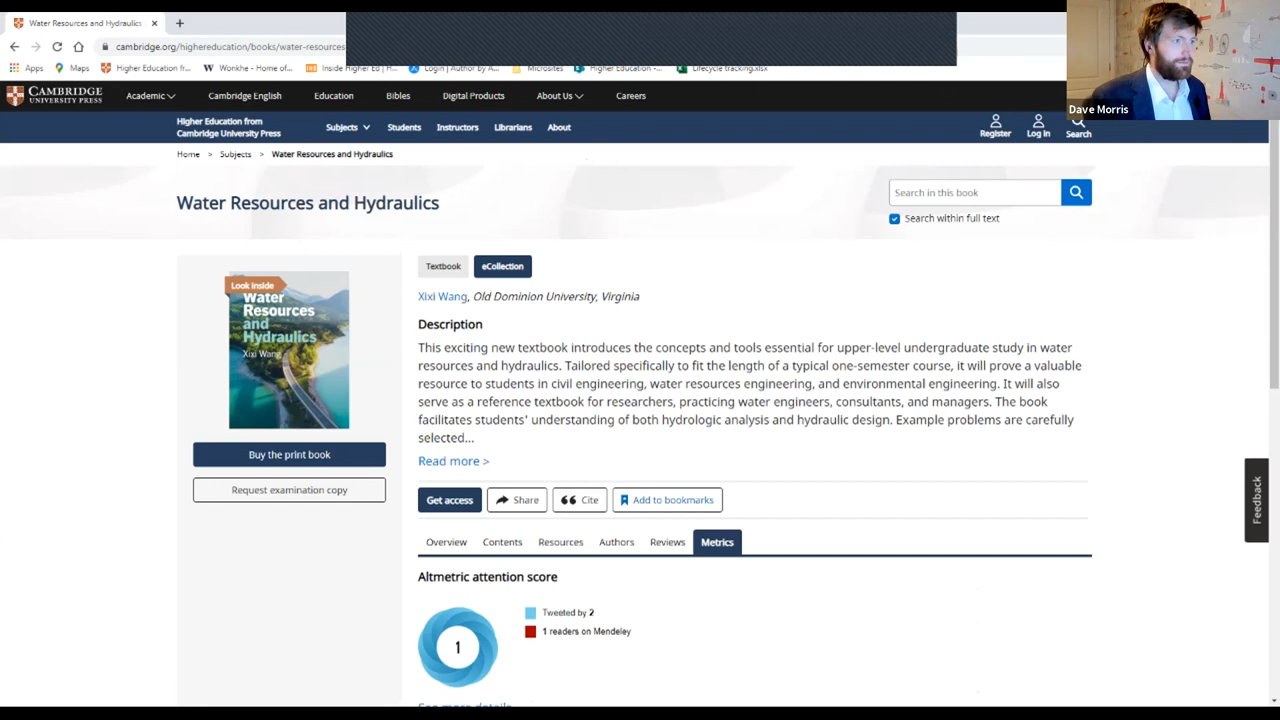 Water Resources and Hydraulics
cambridge.org/highereducation/books/water-resources
Apps
Maps
Higher Education fr...
Wonkhe - Home of...
Inside Higher Ed | H...
Login | Author by A...
Microsites
Higher Education -...
Lifecycle tracking.xlsx
Dave Morris
CAMBRIDGE
UNIVERSITY PRESS
Academic
Cambridge English
Education
Bibles
Digital Products
About Us
Careers
Higher Education from
Cambridge University Press
Subjects
Students
Instructors
Librarians
About
Register
Log in
Search
Home > Subjects > Water Resources and Hydraulics
Water Resources and Hydraulics
Search in this book
Search within full text
Look Inside
Water
Resources
and
Hydraulics
Xixi Wang
Buy the print book
Request examination copy
Textbook
eCollection
Xixi Wang, Old Dominion University, Virginia
Description
This exciting new textbook introduces the concepts and tools essential for upper-level undergraduate study in water
resources and hydraulics. Tailored specifically to fit the length of a typical one-semester course, it will prove a valuable
resource to students in civil engineering, water resources engineering, and environmental engineering. It will also
serve as a reference textbook for researchers, practicing water engineers, consultants, and managers. The book
facilitates students' understanding of both hydrologic analysis and hydraulic design. Example problems are carefully
selected...
Read more >
Get access
Share
Cite
Add to bookmarks
Overview
Contents
Resources
Authors
Reviews
Metrics
Altmetric attention score
1
Tweeted by 2
1 readers on Mendeley
See more details
Feedback